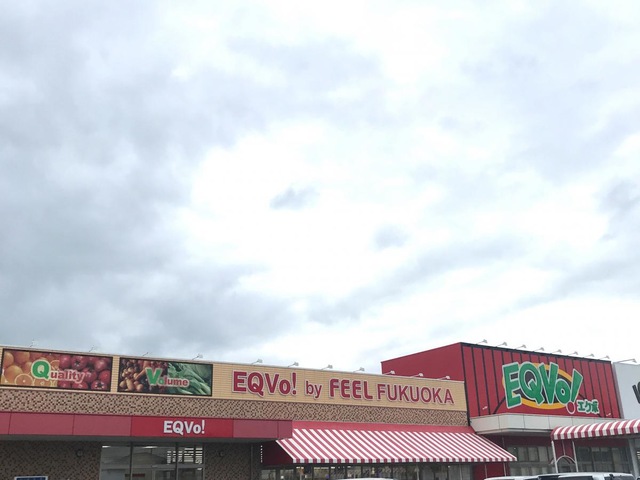 Quality
Volume
EQVo! by FEEL FUKUOKA
EQVo!
EQVo!
エクボ